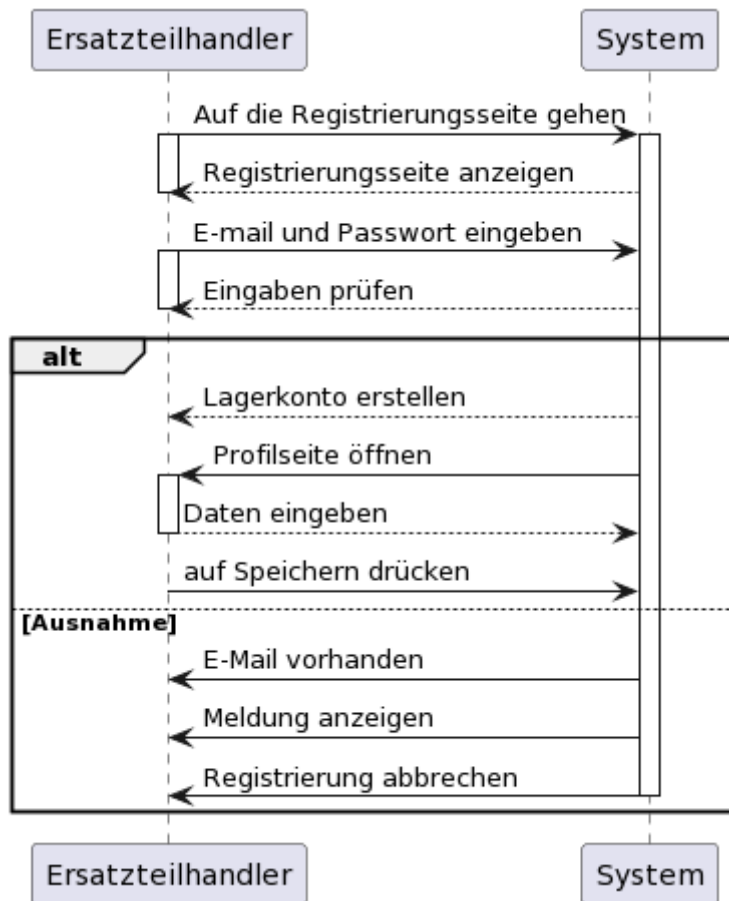 Ersatzteilhandler
System
Auf die Registrierungsseite gehen
Registrierungsseite anzeigen
E-mail und Passwort eingeben
Eingaben prüfen
alt
Lagerkonto erstellen
Profilseite öffnen
Daten eingeben
auf Speichern drücken
[Ausnahme]
E-Mail vorhanden
Meldung anzeigen
Registrierung abbrechen
Ersatzteilhandler
System